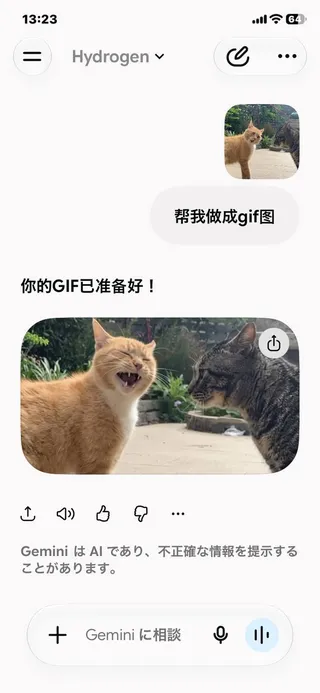 13:23
64
Hydrogen
帮我做成gif图
你的GIF已准备好！
Gemini は AI であり、不正確な情報を提示する
ことがあります。
Gemini に相談